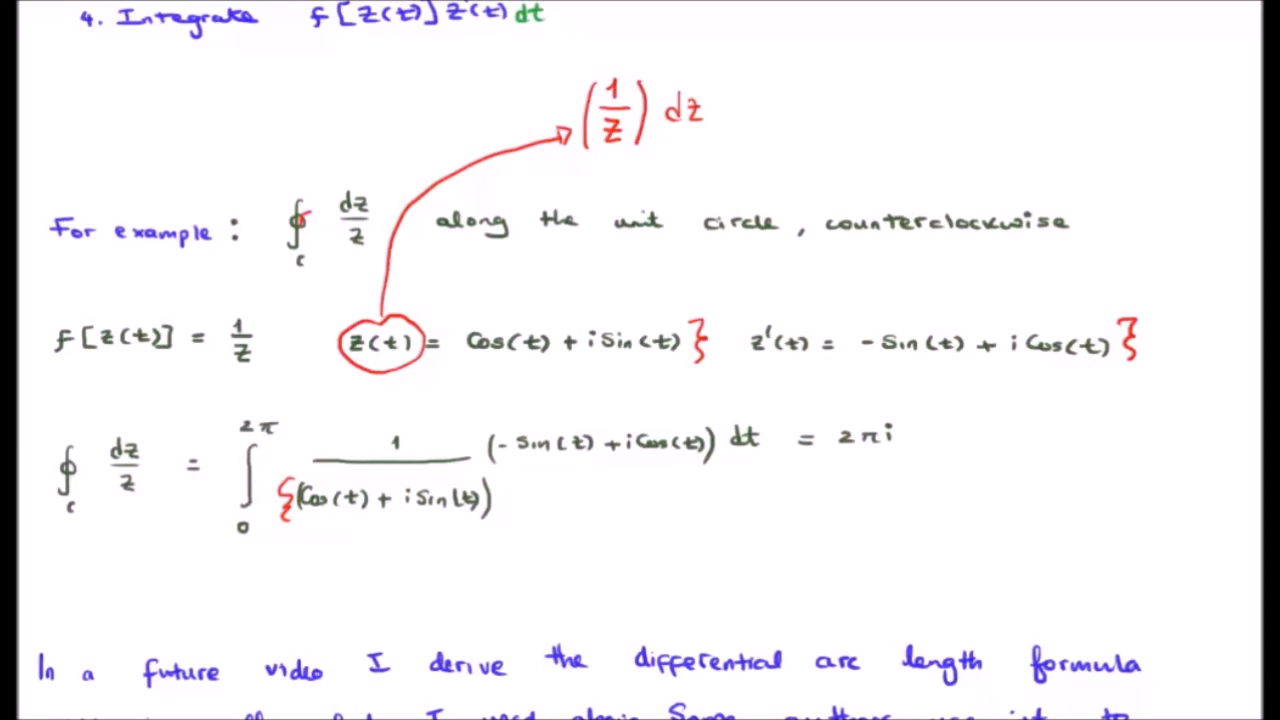 4. Integrate f[z(t)] z'(t) dt
(1/z) dz
For example : ∮_c dz/z along the unit circle, counterclockwise
f[z(t)] = 1/z z(t) = Cos(t) + i Sin(t) } z'(t) = - Sin(t) + i Cos(t) }
∮_c dz/z = ∫_0^{2π} 1/{(Cos(t) + i Sin(t)) (- Sin(t) + i Cos(t)) dt = 2πi
In a future video I derive the differential arc length formula